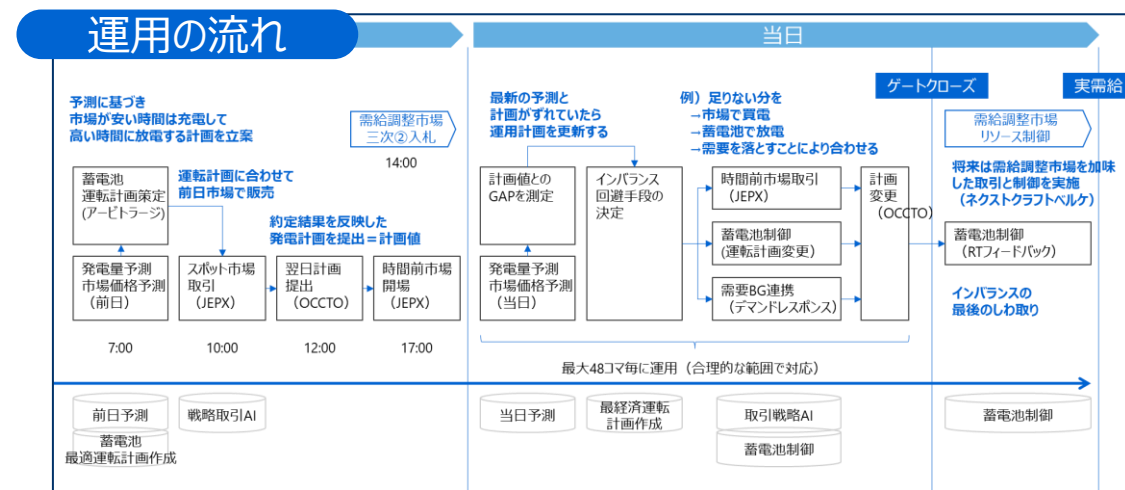 運用の流れ
当日
ゲートクローズ
実需給
予測に基づき
市場が安い時間は充電して
高い時間に放電する計画を立案
需給調整市場
三次②入札
14:00
蓄電池
運転計画策定
(アービトラージ)
運転計画に合わせて
前日市場で販売
約定結果を反映した
発電計画を提出＝計画値
発電量予測
市場価格予測
（前日）
スポット市場
取引
（JEPX）
翌日計画
提出
（OCCTO）
時間前市場
開場
（JEPX）
7:00
10:00
12:00
17:00
最新の予測と
計画がずれていたら
運用計画を更新する
例）足りない分を
→市場で買電
→蓄電池で放電
→需要を落とすことにより合わせる
計画値との
GAPを測定
インバランス
回避手段の
決定
時間前市場取引
（JEPX）
計画
変更
（OCCTO）
蓄電池制御
(運転計画変更）
発電量予測
市場価格予測
（当日）
需要BG連携
（デマンドレスポンス）
需給調整市場
リソース制御
将来は需給調整市場を加味
した取引と制御を実施
（ネクストクラフトベルケ）
蓄電池制御
（RTフィードバック）
インバランスの
最後のしわ取り
最大48コマ毎に運用（合理的な範囲で対応）
前日予測
蓄電池
最適運転計画作成
戦略取引AI
当日予測
最経済運転
計画作成
取引戦略AI
蓄電池制御
蓄電池制御